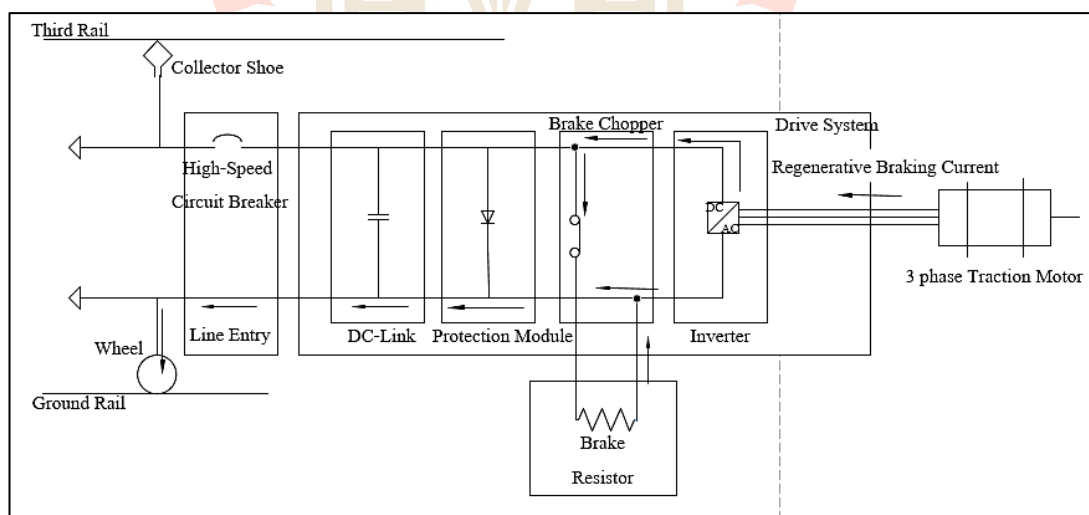 Third Rail
Collector Shoe
Brake Chopper
Drive System
High-Speed
Circuit Breaker
Regenerative Braking Current
DC
AC
3 phase Traction Motor
Line Entry
DC-Link
Protection Module
Inverter
Wheel
Ground Rail
Brake
Resistor